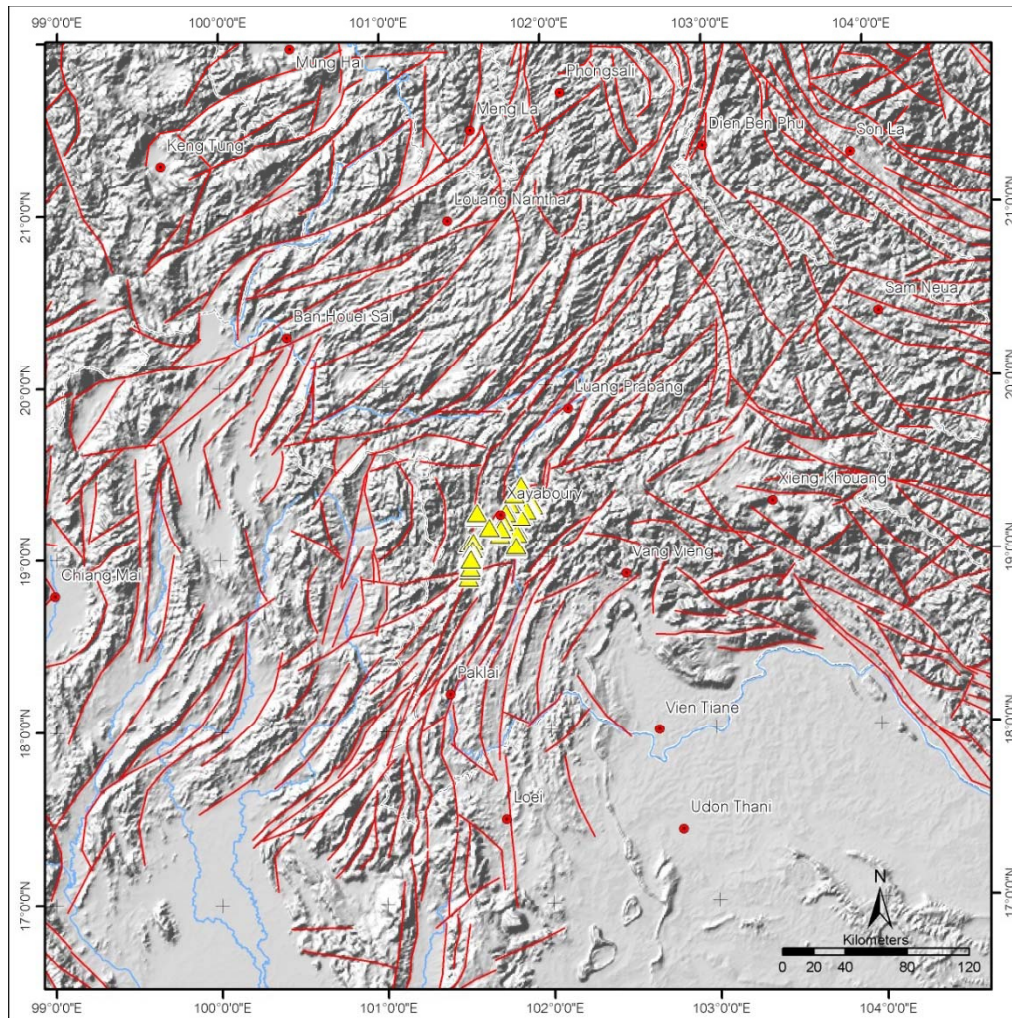 99°0'0"E 100°0'0"E 101°0'0"E 102°0'0"E 103°0'0"E 104°0'0"E
Mung Hai
Phongsali
Meng La
Dien Ben Phu
Son La
Keng Tung
21°0'0"N
21°0'0"N
Louang Namtha
Sam Neua
Ban Houei Sai
20°0'0"N
20°0'0"N
Luang Prabang
Xayaboury
Xieng Khouang
19°0'0"N
19°0'0"N
Vang Vieng
Chiang Mai
Paklai
Vien Tiane
18°0'0"N
18°0'0"N
Loei
Udon Thani
17°0'0"N
17°0'0"N
N
Kilometers
0 20 40 80 120
99°0'0"E 100°0'0"E 101°0'0"E 102°0'0"E 103°0'0"E 104°0'0"E